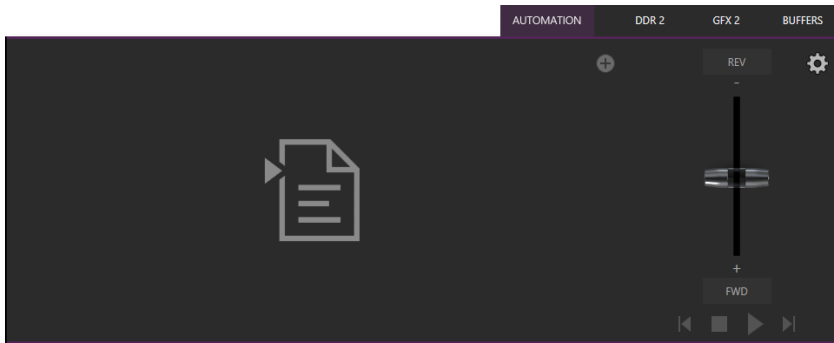 AUTOMATION DDR 2 GFX 2 BUFFERS
REV
-
+
FWD